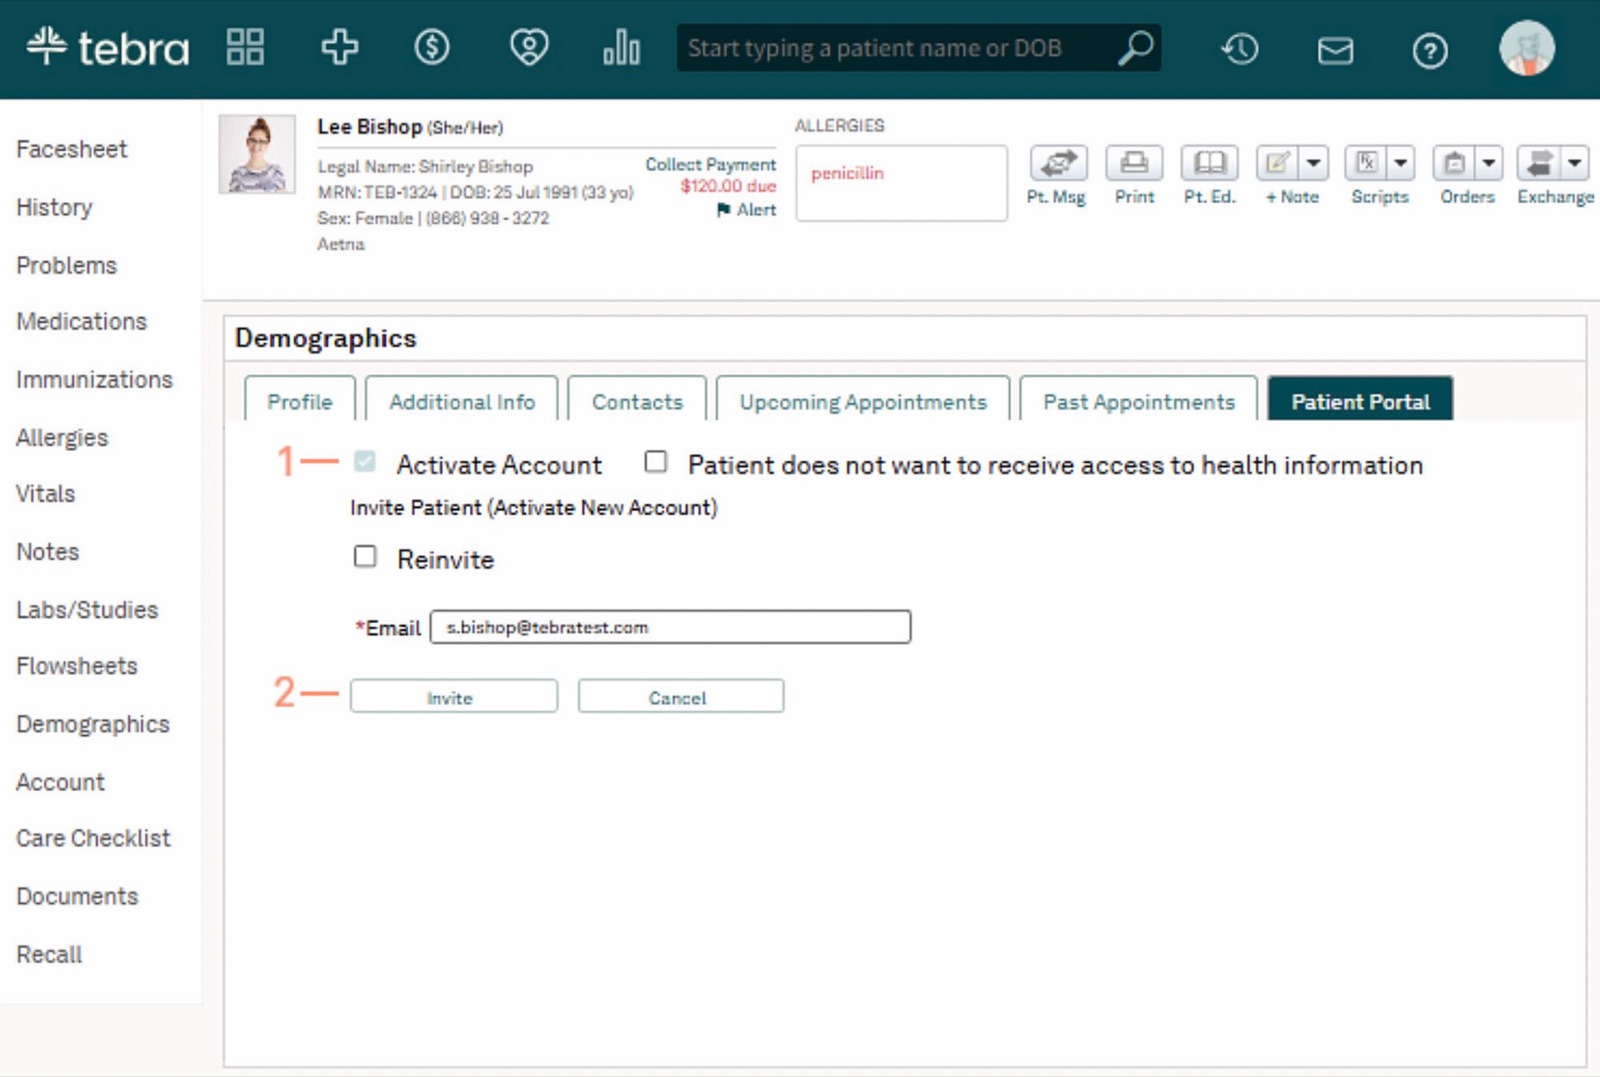 tebra
Start typing a patient name or DOB
Facesheet
History
Problems
Medications
Immunizations
Allergies
Vitals
Notes
Labs/Studies
Flowsheets
Demographics
Account
Care Checklist
Documents
Recall
Lee Bishop (She/Her)
Legal Name: Shirley Bishop
MRN: TEB-1324 | DOB: 25 Jul 1991 (33 yo)
Sex: Female | (866) 938 - 3272
Aetna
Collect Payment
$120.00 due
Alert
ALLERGIES
penicillin
Pt. Msg Print Pt. Ed. + Note Scripts Orders Exchange
Demographics
Profile Additional Info Contacts Upcoming Appointments Past Appointments Patient Portal
1 Activate Account Patient does not want to receive access to health information
Invite Patient (Activate New Account)
Reinvite
*Email s.bishop@tebratest.com
2 Invite Cancel